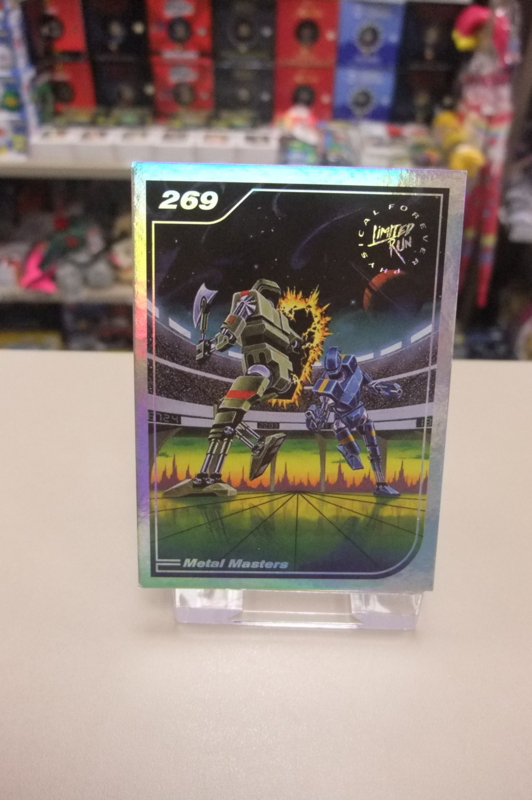 269
PHYSICAL FOREVER
LIMITED
RUN
Metal Masters